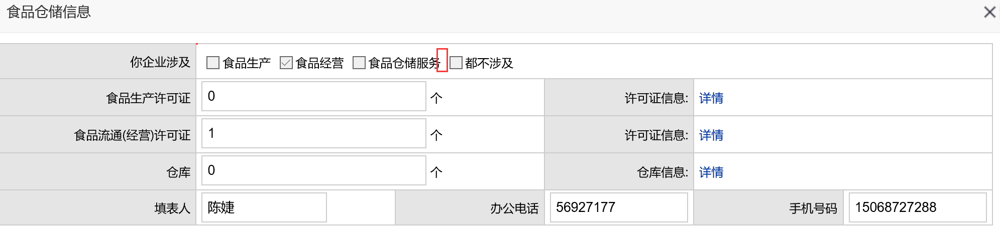 食品仓储信息
你企业涉及 食品生产 食品经营 食品仓储服务 都不涉及
食品生产许可证 0 个 许可证信息: 详情
食品流通(经营)许可证 1 个 许可证信息: 详情
仓库 0 个 仓库信息: 详情
填表人 陈婕 办公电话 56927177 手机号码 15068727288